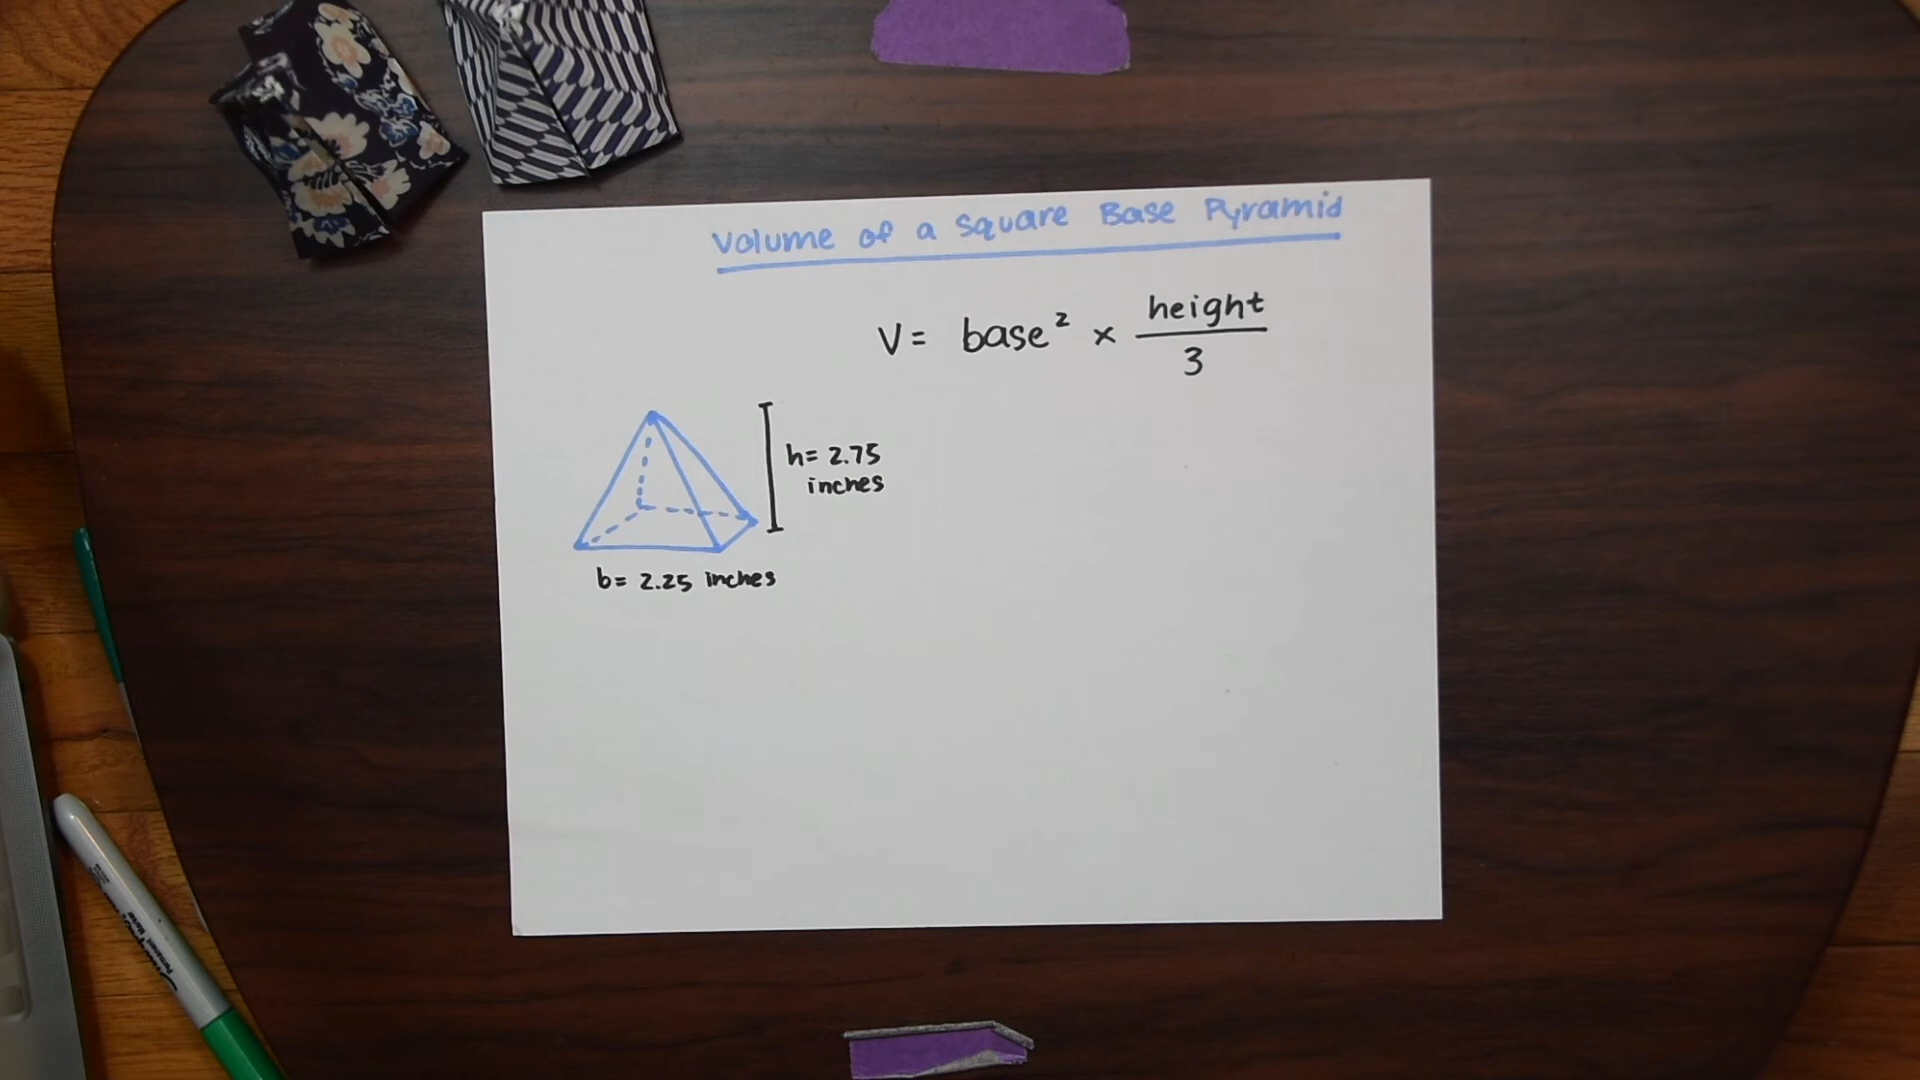 Volume of a Square Base Pyramid
V = base² × height
3
h= 2.75
inches
b= 2.25 inches